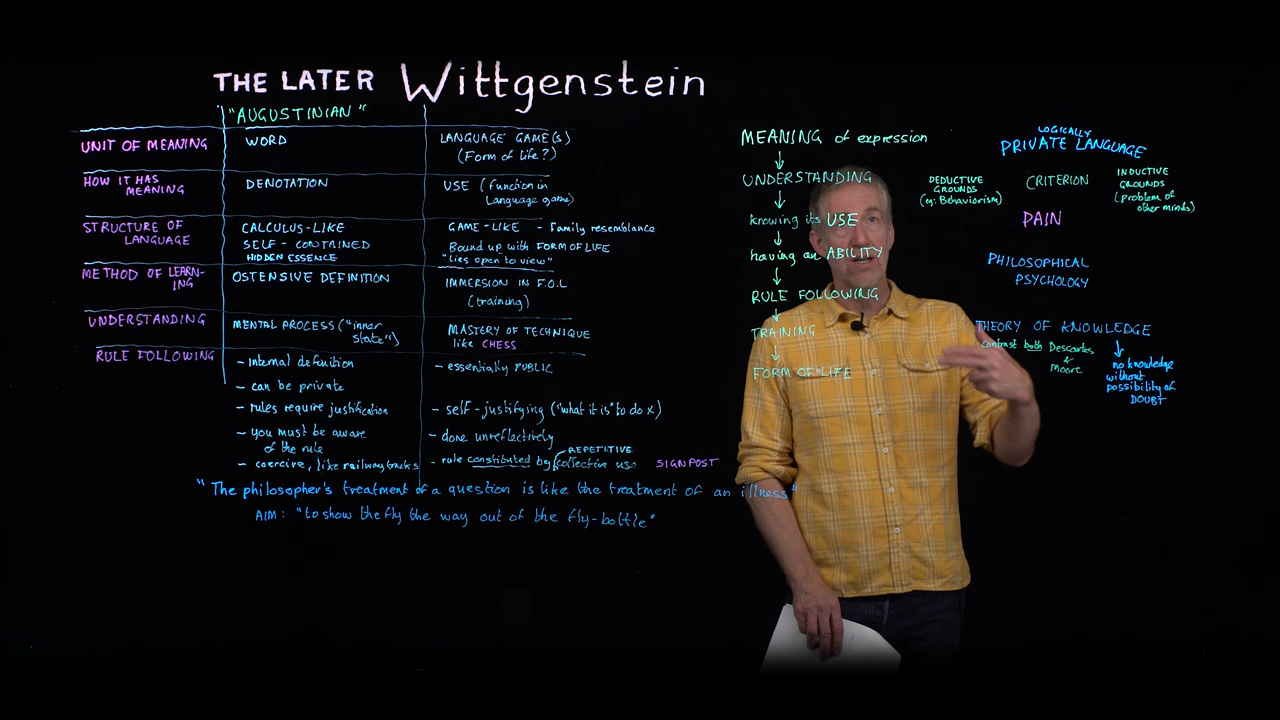 THE LATER Wittgenstein
"AUGUSTINIAN"
UNIT OF MEANING
WORD
LANGUAGE GAME(S)
(Form of life?)
HOW IT HAS
MEANING
DENOTATION
USE (function in
Language game)
STRUCTURE OF
LANGUAGE
CALCULUS-LIKE
SELF-CONTAINED
HIDDEN ESSENCE
GAME-LIKE - Family resemblance
Bound up with FORM OF LIFE
"lies open to view"
METHOD OF LEARN-
ING
OSTENSIVE DEFINITION
IMMERSION IN F.O.L
(training)
UNDERSTANDING
MENTAL PROCESS ("inner
state")
MASTERY OF TECHNIQUE
like CHESS
RULE FOLLOWING
- internal definition
- can be private
- rules require justification
- you must be aware
of the rule
- coercive, like railway tracks
- essentially PUBLIC
- self-justifying ("what it is" to do x)
- done unreflectively
REPETITIVE
- rule constituted by collective use SIGNPOST
"The philosopher's treatment of a question is like the treatment of an illness"
AIM: "to show the fly the way out of the fly-bottle"
MEANING of expression
↓
UNDERSTANDING
↓
knowing its USE
↓
having an ABILITY
↓
RULE FOLLOWING
↓
TRAINING
↓
FORM OF LIFE
LOGICALLY
PRIVATE LANGUAGE
DEDUCTIVE
GROUNDS
(eg: Behaviorism)
CRITERION
INDUCTIVE
GROUNDS
(problem of
other minds)
PAIN
PHILOSOPHICAL
PSYCHOLOGY
THEORY OF KNOWLEDGE
contrast both Descartes
+
Moore
↓
no knowledge
without
possibility of
DOUBT